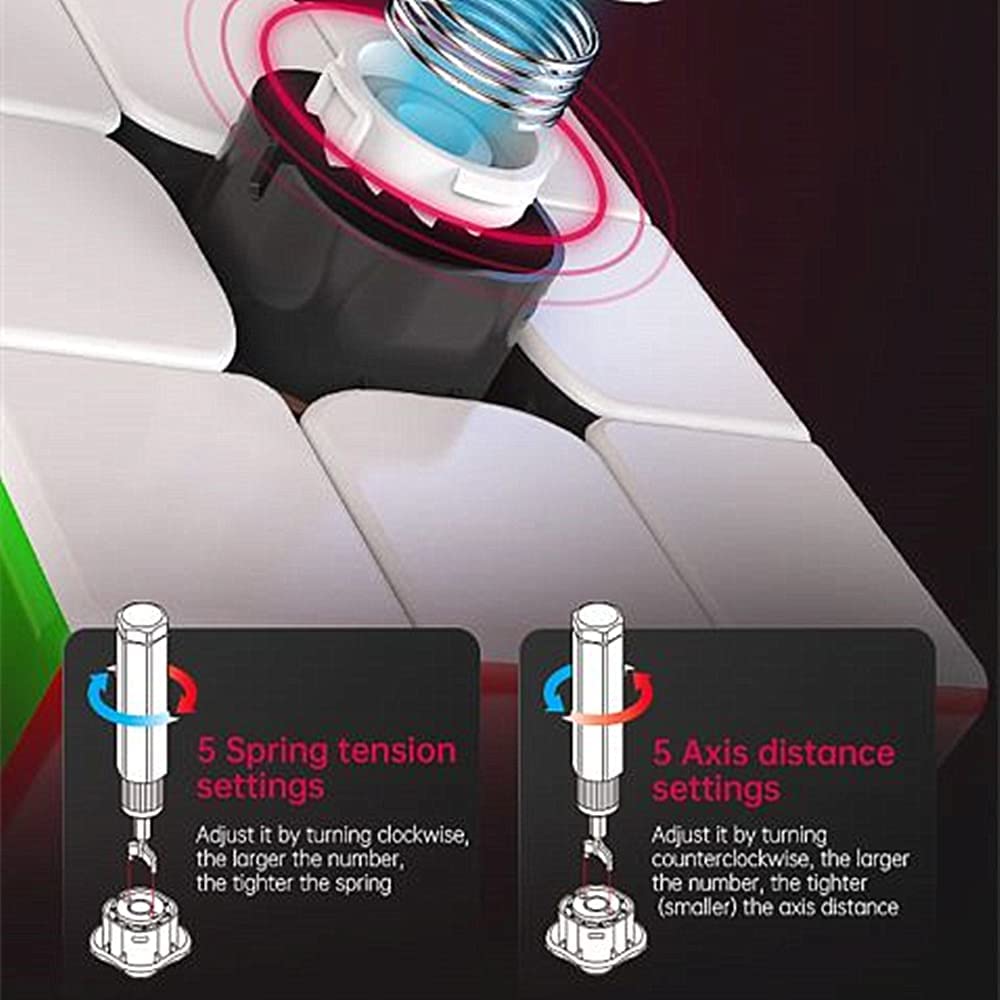 5 Spring tension
settings
Adjust it by turning clockwise,
the larger the number,
the tighter the spring
5 Axis distance
settings
Adjust it by turning
counterclockwise, the larger
the number, the tighter
(smaller) the axis distance